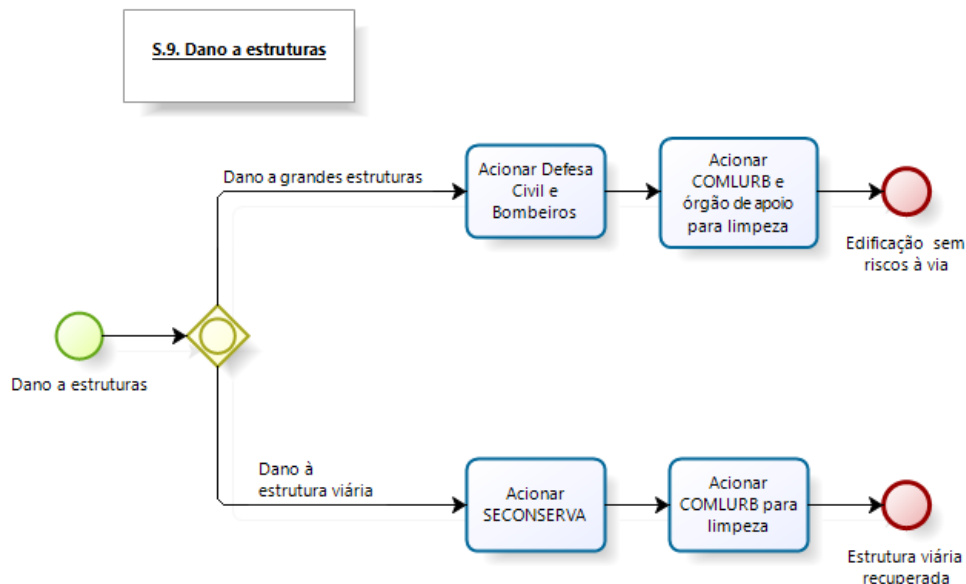 S.9. Dano a estruturas
Dano a grandes estruturas
Acionar Defesa
Civil e
Bombeiros
Acionar
COMLURB e
órgão de apoio
para limpeza
Edificação sem
riscos à via
Dano a estruturas
Dano à
estrutura viária
Acionar
SECONSERVA
Acionar
COMLURB para
limpeza
Estrutura viária
recuperada